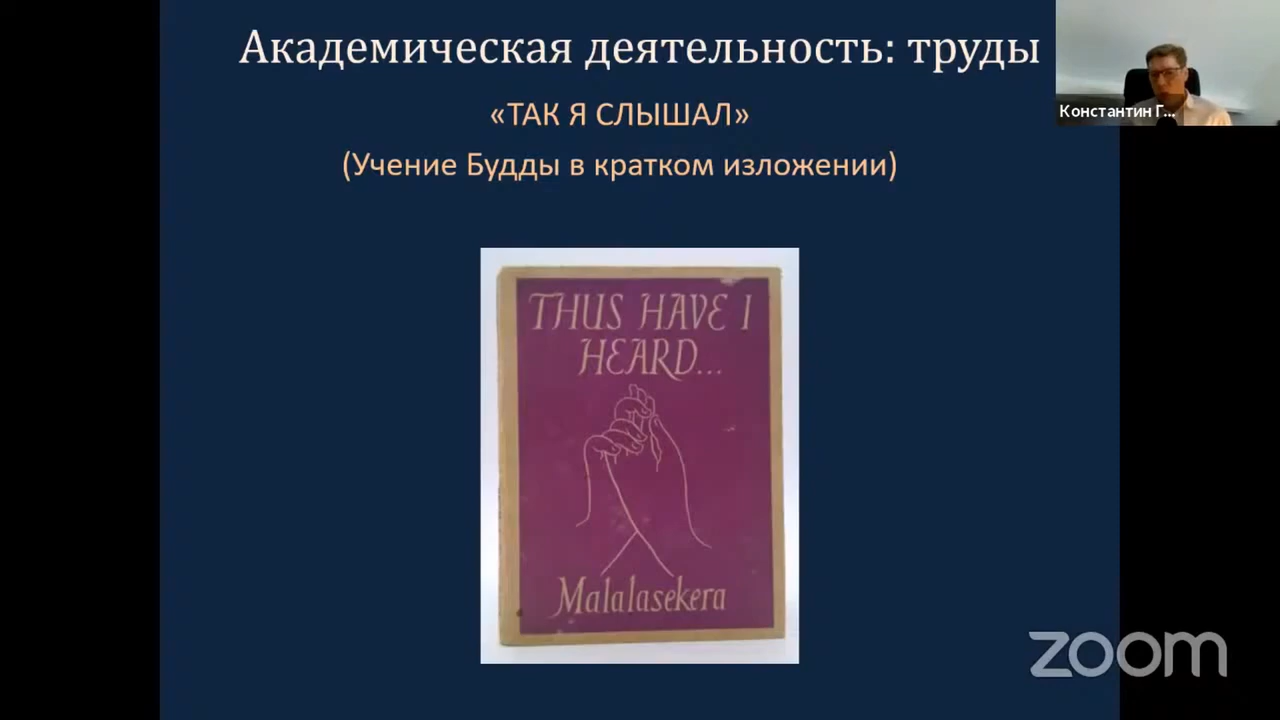 Академическая деятельность: труды
«ТАК Я СЛЫШАЛ»
(Учение Будды в кратком изложении)
Константин Г...
THUS HAVE I
HEARD...
Malalasekera
zoom